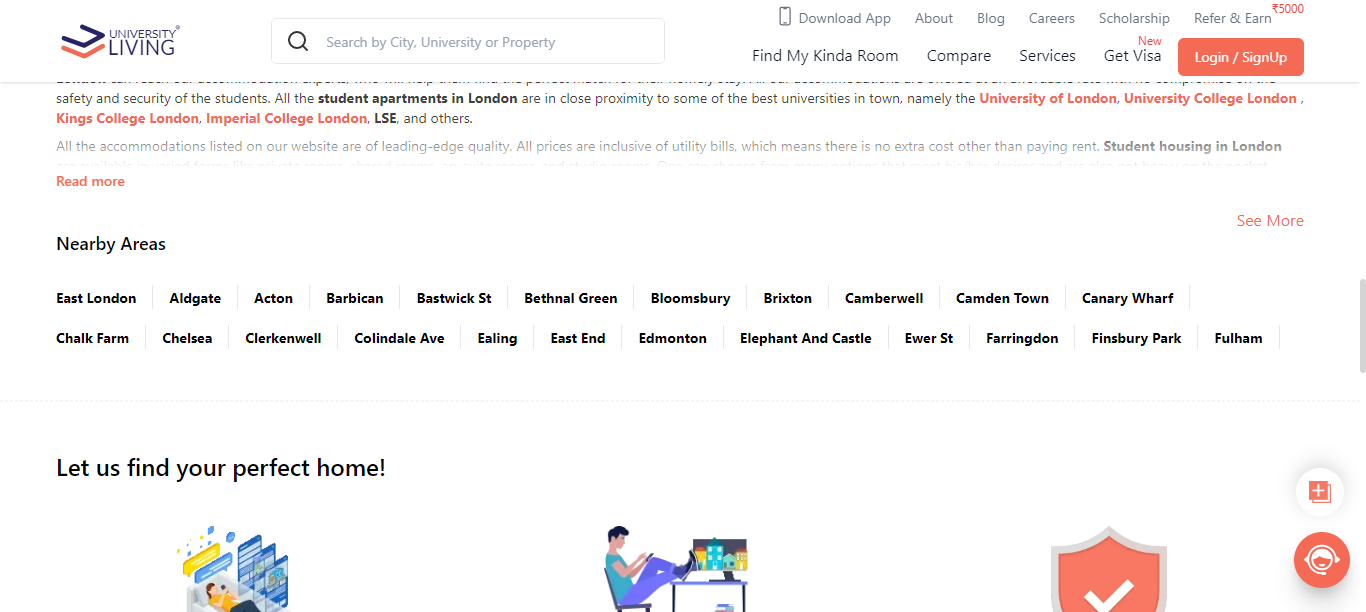 ₹5000
Download App About Blog Careers Scholarship Refer & Earn
UNIVERSITY
LIVING
Search by City, University or Property
New
Find My Kinda Room Compare Services Get Visa Login / SignUp
safety and security of the students. All the student apartments in London are in close proximity to some of the best universities in town, namely the University of London, University College London ,
Kings College London, Imperial College London, LSE, and others.
All the accommodations listed on our website are of leading-edge quality. All prices are inclusive of utility bills, which means there is no extra cost other than paying rent. Student housing in London
Read more
See More
Nearby Areas
East London Aldgate Acton Barbican Bastwick St Bethnal Green Bloomsbury Brixton Camberwell Camden Town Canary Wharf
Chalk Farm Chelsea Clerkenwell Colindale Ave Ealing East End Edmonton Elephant And Castle Ewer St Farringdon Finsbury Park Fulham
Let us find your perfect home!